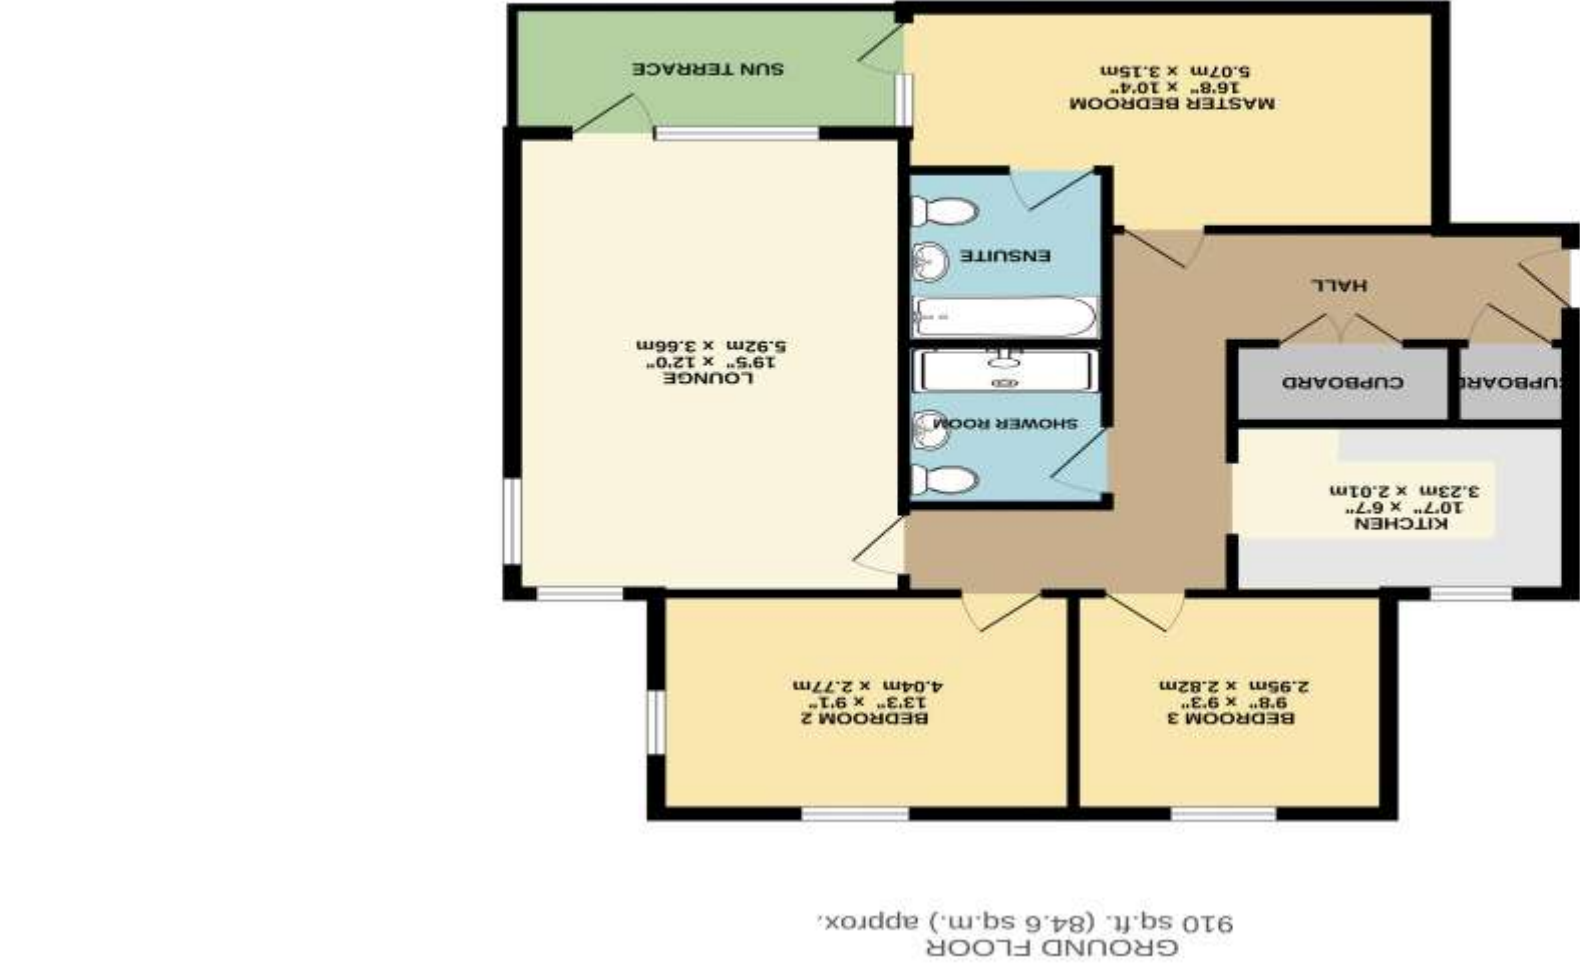 GROUND FLOOR
910 sq.ft. (84.6 sq.m.) approx.
BEDROOM 3
9'8" x 9'3"
2.95m x 2.82m
BEDROOM 2
13'3" x 9'1"
4.04m x 2.77m
KITCHEN
10'7" x 6'7"
3.23m x 2.01m
SHOWER ROOM
CUPBOARD
CUPBOARD
LOUNGE
19'5" x 12'0"
5.92m x 3.66m
HALL
ENSUITE
MASTER BEDROOM
16'8" x 10'4"
5.07m x 3.15m
SUN TERRACE